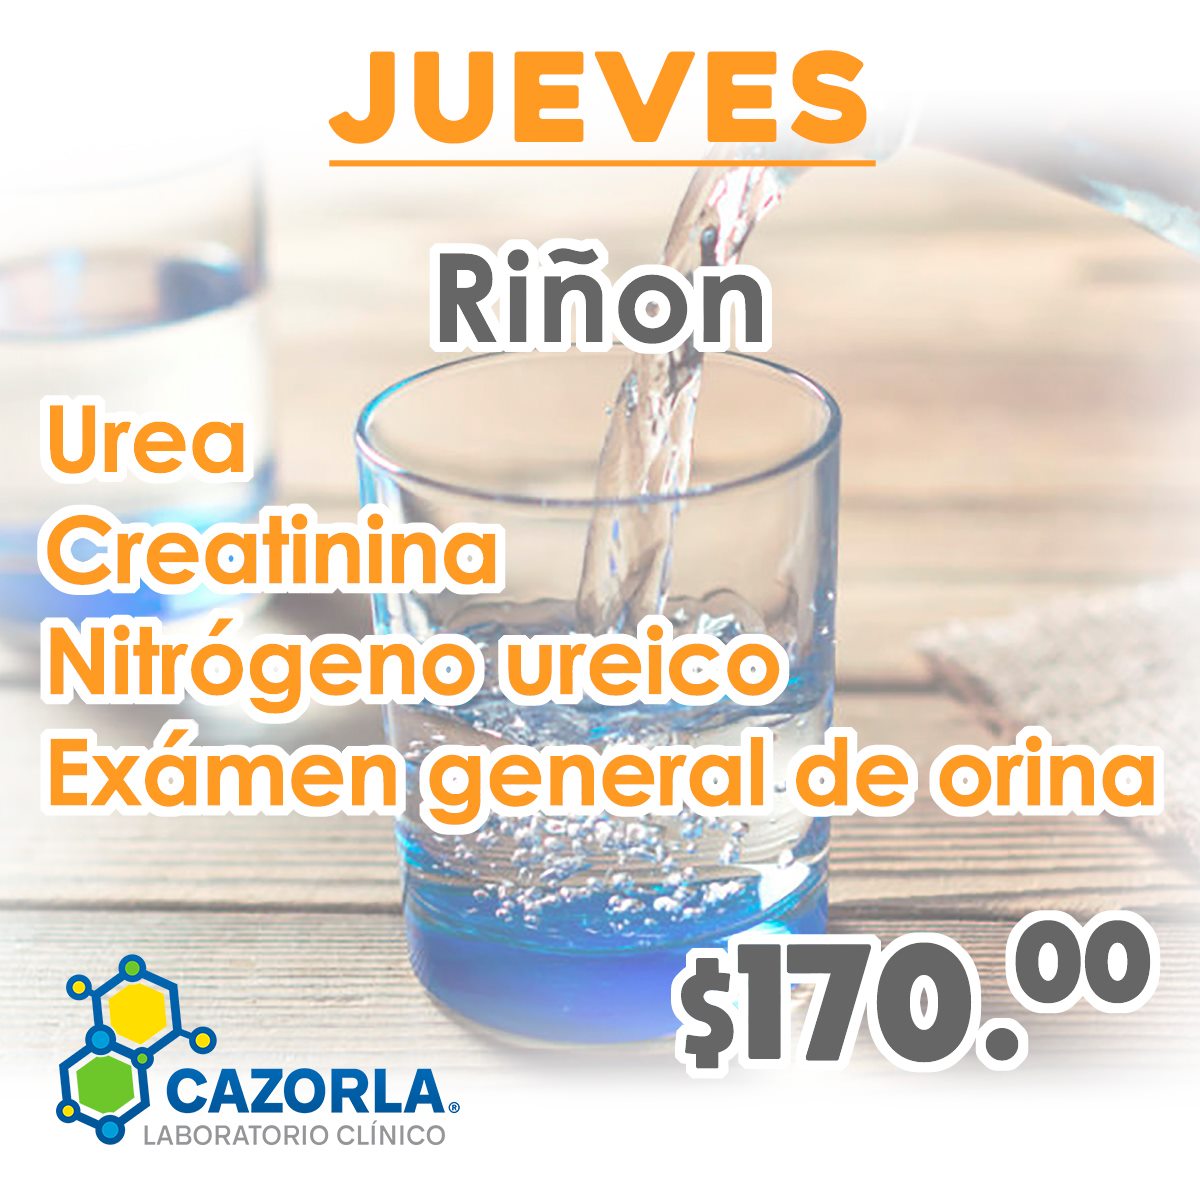 JUEVES
Riñon
Urea
Creatinina
Nitrógeno ureico
Exámen general de orina
$170.00
CAZORLA®
LABORATORIO CLÍNICO